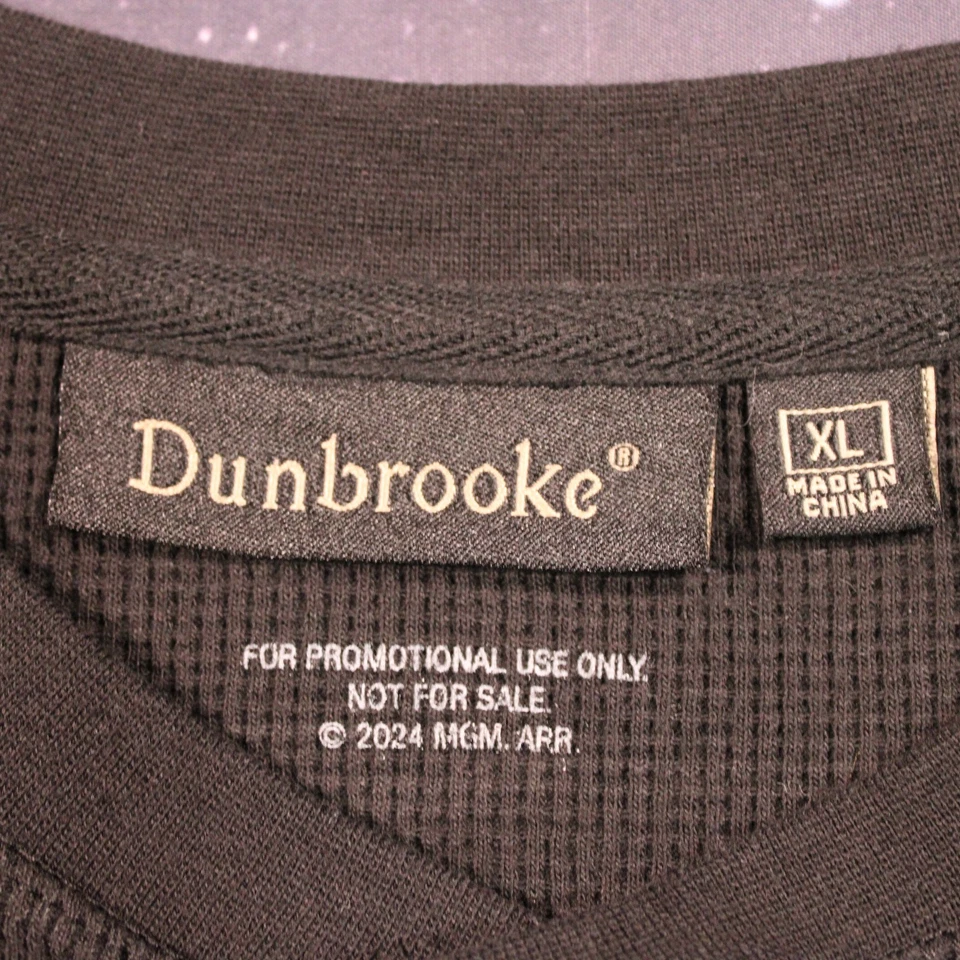 Dunbrooke®
XL
MADE IN
CHINA
FOR PROMOTIONAL USE ONLY.
NOT FOR SALE.
© 2024 MGM. ARR.